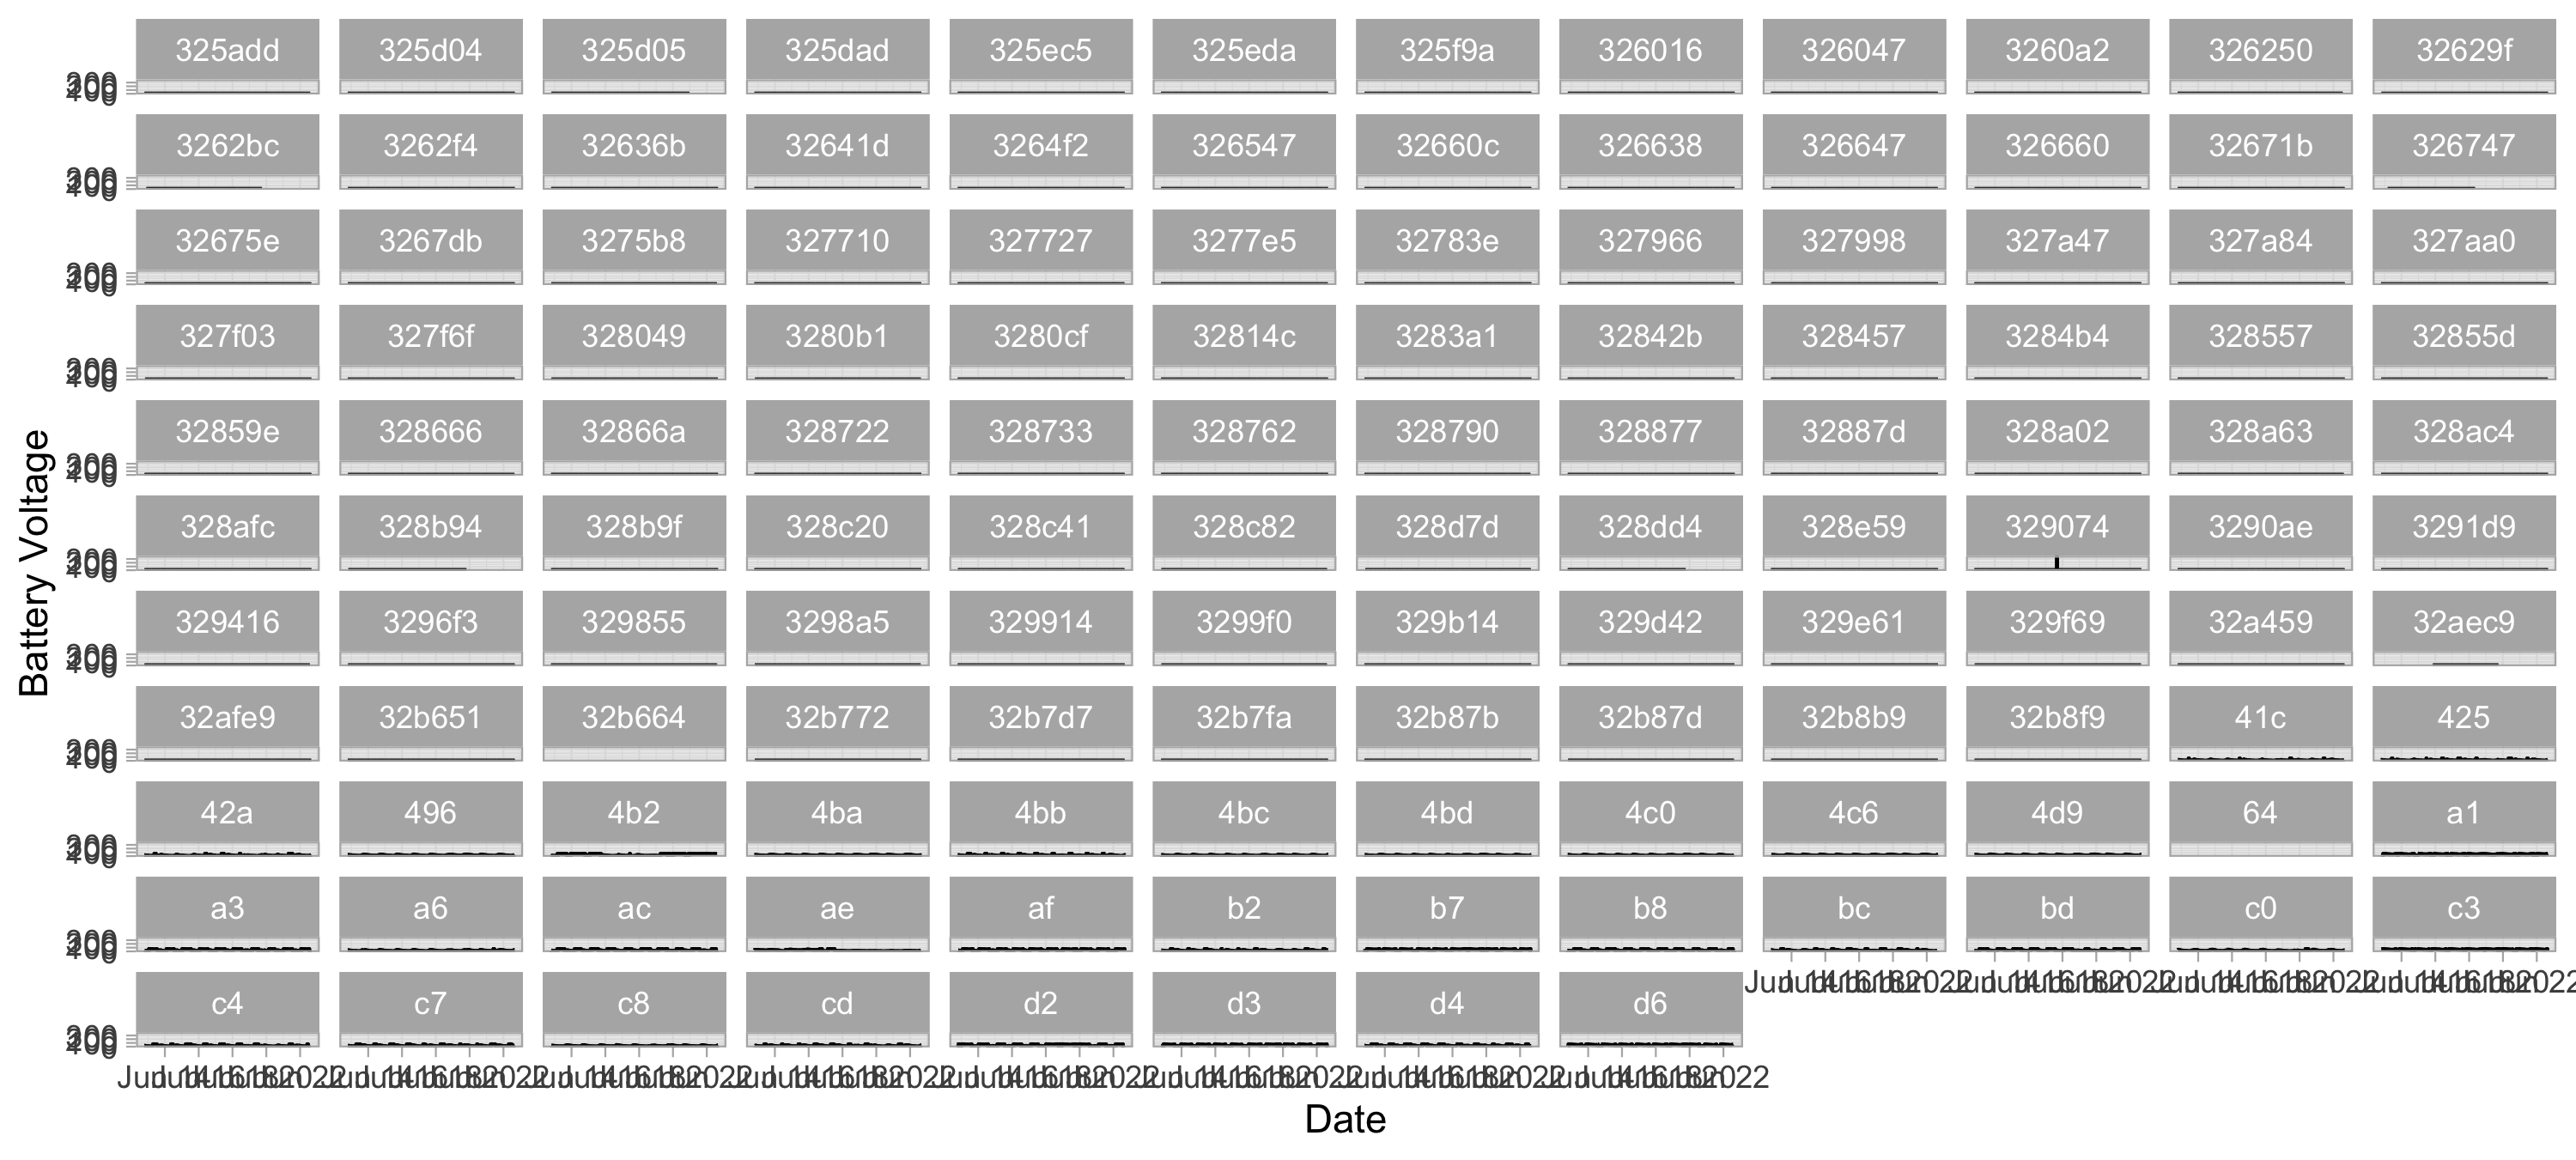 325add 325d04 325d05 325dad 325ec5 325eda 325f9a 326016 326047 3260a2 326250 32629f
3262bc 3262f4 32636b 32641d 3264f2 326547 32660c 326638 326647 326660 32671b 326747
32675e 3267db 3275b8 327710 327727 3277e5 32783e 327966 327998 327a47 327a84 327aa0
327f03 327f6f 328049 3280b1 3280cf 32814c 3283a1 32842b 328457 3284b4 328557 32855d
32859e 328666 32866a 328722 328733 328762 328790 328877 32887d 328a02 328a63 328ac4
Battery Voltage
328afc 328b94 328b9f 328c20 328c41 328c82 328d7d 328dd4 328e59 329074 3290ae 3291d9
329416 3296f3 329855 3298a5 329914 3299f0 329b14 329d42 329e61 329f69 32a459 32aec9
32afe9 32b651 32b664 32b772 32b7d7 32b7fa 32b87b 32b87d 32b8b9 32b8f9 41c 425
42a 496 4b2 4ba 4bb 4bc 4bd 4c0 4c6 4d9 64 a1
a3 a6 ac ae af b2 b7 b8 bc bd c0 c3
c4 c7 c8 cd d2 d3 d4 d6
Date